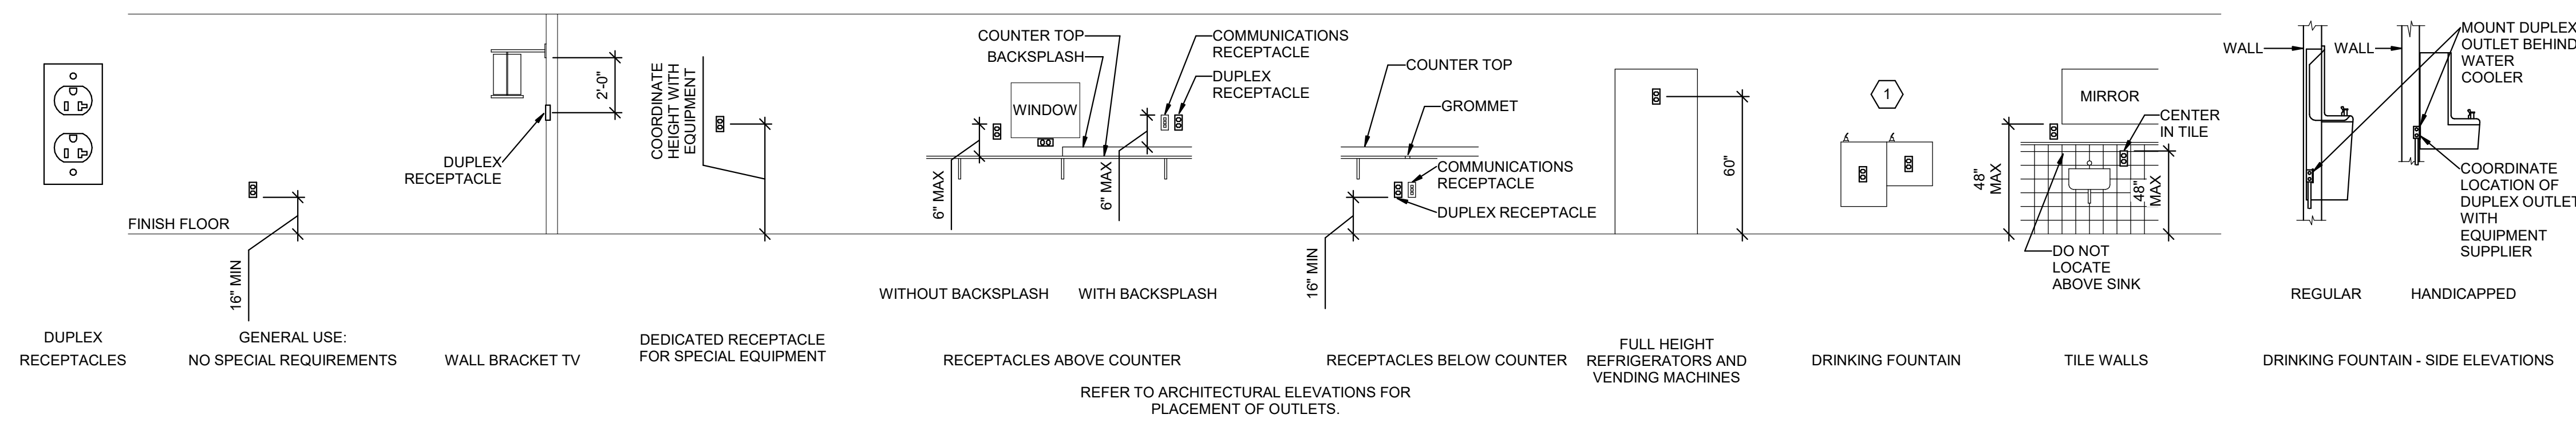 DUPLEX
RECEPTACLES
FINISH FLOOR
16" MIN
GENERAL USE:
NO SPECIAL REQUIREMENTS
2'-0"
DUPLEX
RECEPTACLE
WALL BRACKET TV
COORDINATE
HEIGHT WITH
EQUIPMENT
DEDICATED RECEPTACLE
FOR SPECIAL EQUIPMENT
COUNTER TOP
BACKSPLASH
WINDOW
COMMUNICATIONS
RECEPTACLE
DUPLEX
RECEPTACLE
6" MAX
6" MAX
WITHOUT BACKSPLASH
WITH BACKSPLASH
RECEPTACLES ABOVE COUNTER
REFER TO ARCHITECTURAL ELEVATIONS FOR
PLACEMENT OF OUTLETS.
COUNTER TOP
GROMMET
COMMUNICATIONS
RECEPTACLE
DUPLEX RECEPTACLE
16" MIN
RECEPTACLES BELOW COUNTER
60"
FULL HEIGHT
REFRIGERATORS AND
VENDING MACHINES
1
DRINKING FOUNTAIN
MIRROR
CENTER
IN TILE
48"
MAX
48"
MAX
DO NOT
LOCATE
ABOVE SINK
TILE WALLS
WALL
WALL
MOUNT DUPLEX
OUTLET BEHIND
WATER
COOLER
COORDINATE
LOCATION OF
DUPLEX OUTLET
WITH
EQUIPMENT
SUPPLIER
REGULAR
HANDICAPPED
DRINKING FOUNTAIN - SIDE ELEVATIONS